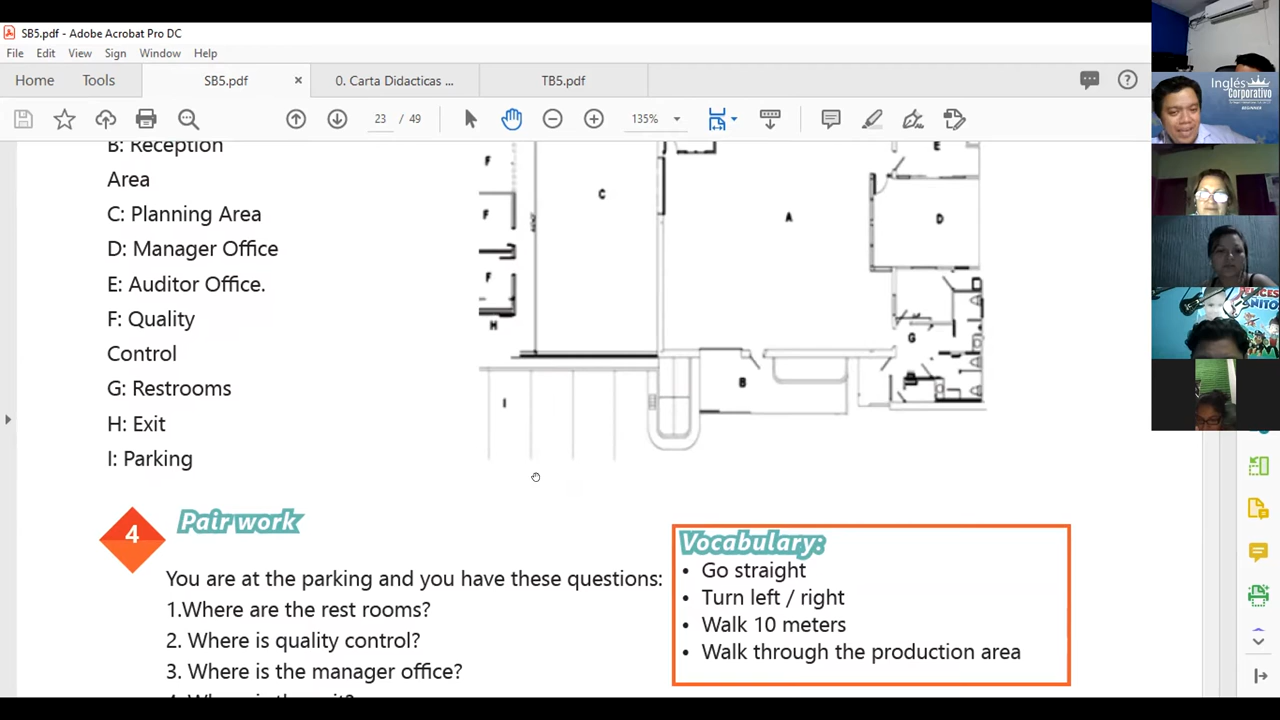 SB5.pdf - Adobe Acrobat Pro DC
File Edit View Sign Window Help
Home Tools SB5.pdf × 0. Carta Didacticas ... TB5.pdf
23 / 49 135%
B: Reception
Area
C: Planning Area
D: Manager Office
E: Auditor Office.
F: Quality
Control
G: Restrooms
H: Exit
I: Parking
F
F
F
H
C
A
E
D
G
B
I
4
Pair work
You are at the parking and you have these questions:
1.Where are the rest rooms?
2. Where is quality control?
3. Where is the manager office?
Vocabulary:
• Go straight
• Turn left / right
• Walk 10 meters
• Walk through the production area
Inglés
Corporativo
BEGINNER